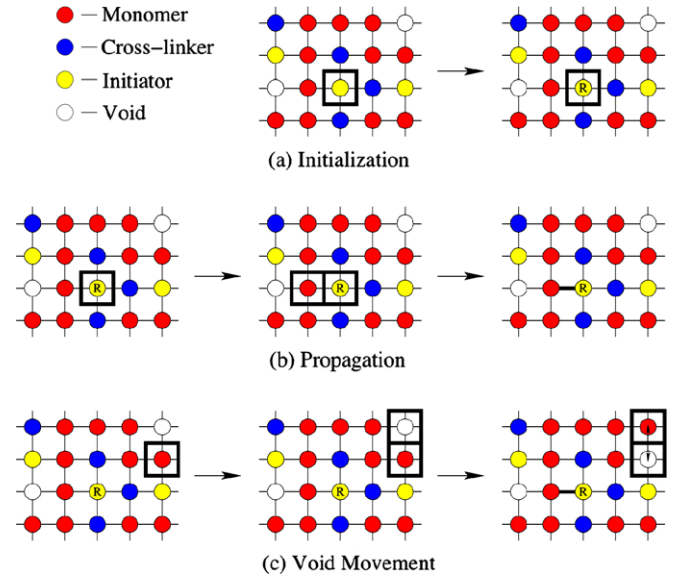 — Monomer
— Cross-linker
— Initiator
— Void
R
(a) Initialization
R
R
R
(b) Propagation
R
R
R
(c) Void Movement